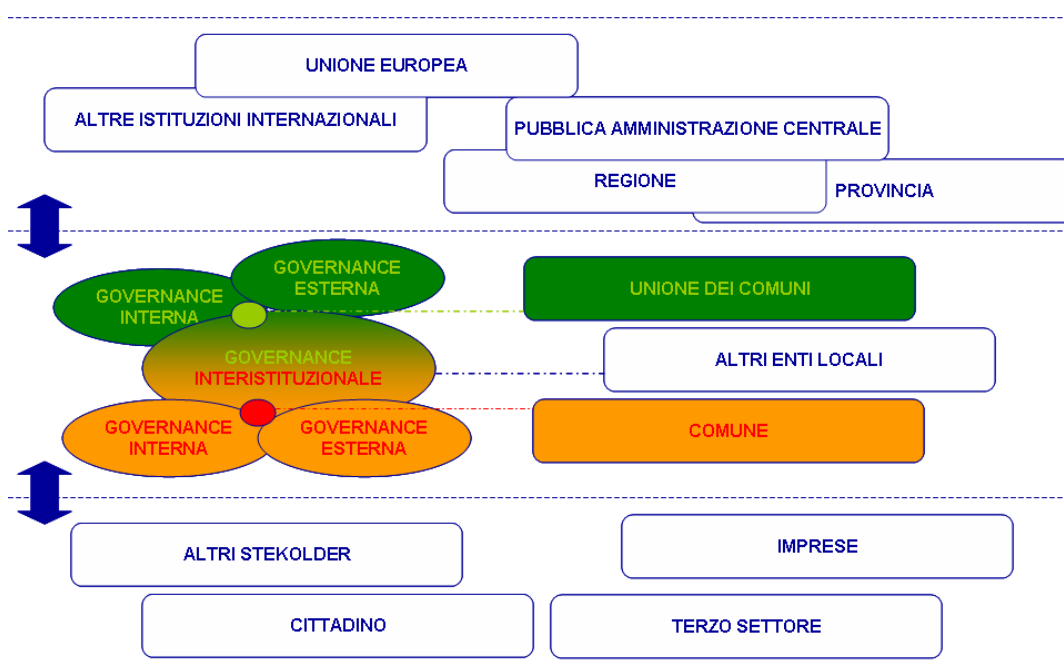 UNIONE EUROPEA
ALTRE ISTITUZIONI INTERNAZIONALI
PUBBLICA AMMINISTRAZIONE CENTRALE
REGIONE
PROVINCIA
GOVERNANCE
ESTERNA
GOVERNANCE
INTERNA
UNIONE DEI COMUNI
GOVERNANCE
INTERISTITUZIONALE
ALTRI ENTI LOCALI
GOVERNANCE
INTERNA
GOVERNANCE
ESTERNA
COMUNE
ALTRI STEKOLDER
IMPRESE
CITTADINO
TERZO SETTORE